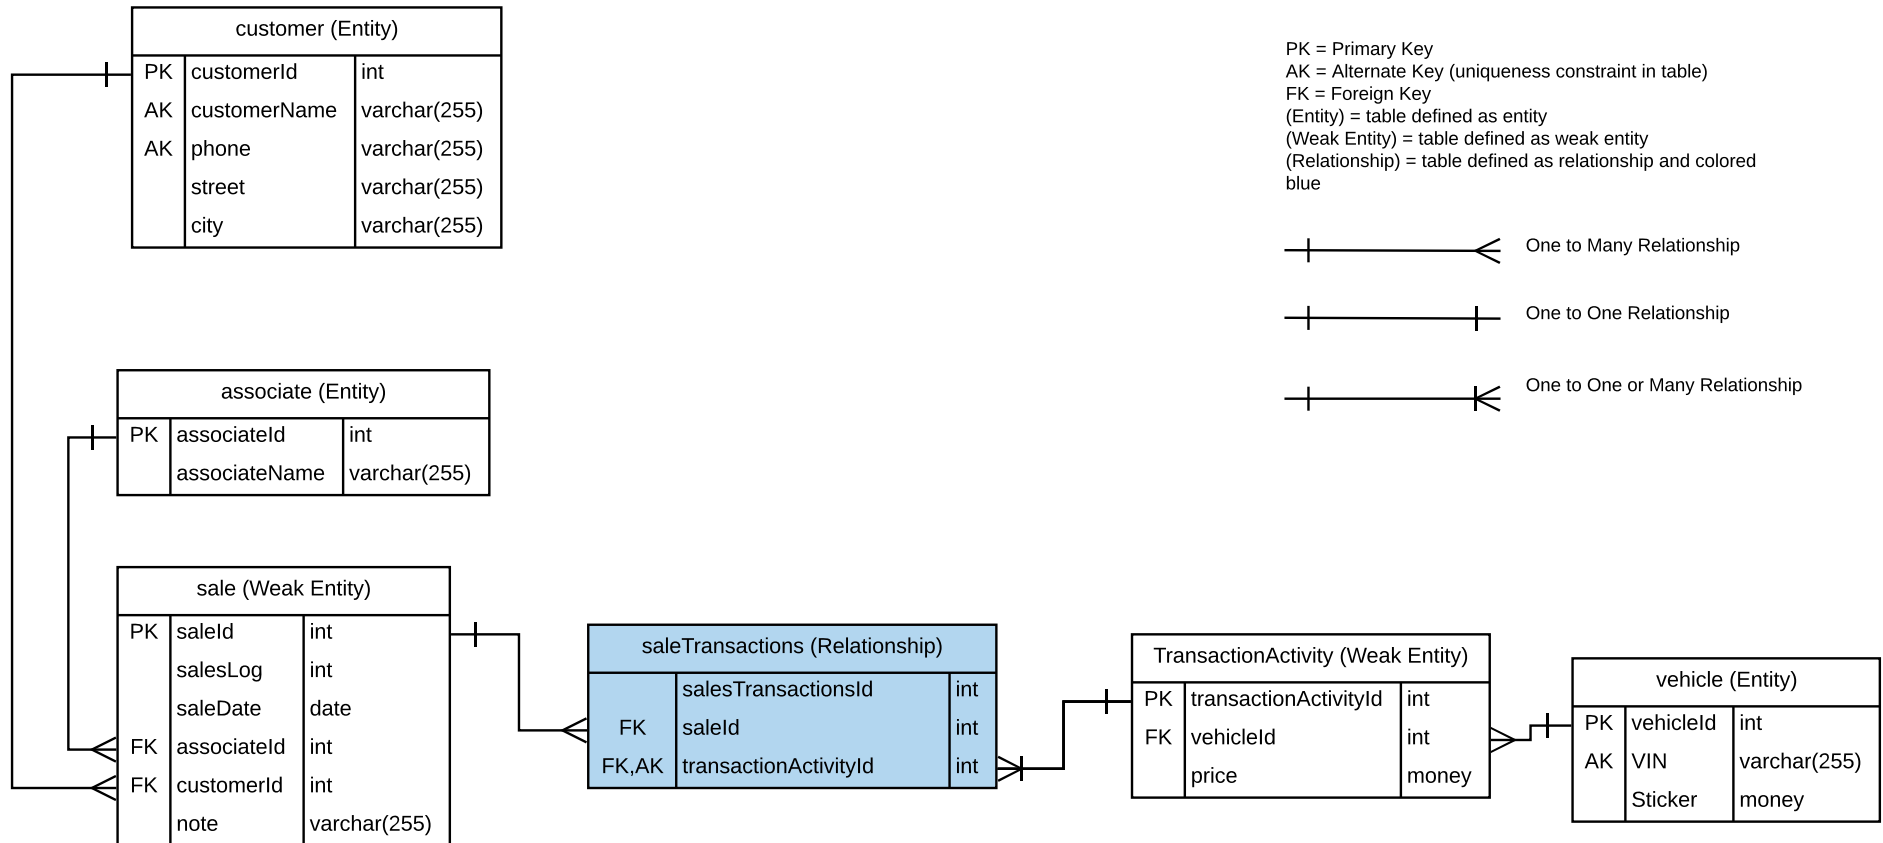 customer (Entity)
PK customerId int
AK customerName varchar(255)
AK phone varchar(255)
street varchar(255)
city varchar(255)
PK = Primary Key
AK = Alternate Key (uniqueness constraint in table)
FK = Foreign Key
(Entity) = table defined as entity
(Weak Entity) = table defined as weak entity
(Relationship) = table defined as relationship and colored
blue
One to Many Relationship
One to One Relationship
One to One or Many Relationship
associate (Entity)
PK associateId int
associateName varchar(255)
sale (Weak Entity)
PK saleId int
salesLog int
saleDate date
FK associateId int
FK customerId int
note varchar(255)
saleTransactions (Relationship)
salesTransactionsId int
FK saleId int
FK,AK transactionActivityId int
TransactionActivity (Weak Entity)
PK transactionActivityId int
FK vehicleId int
price money
vehicle (Entity)
PK vehicleId int
AK VIN varchar(255)
Sticker money